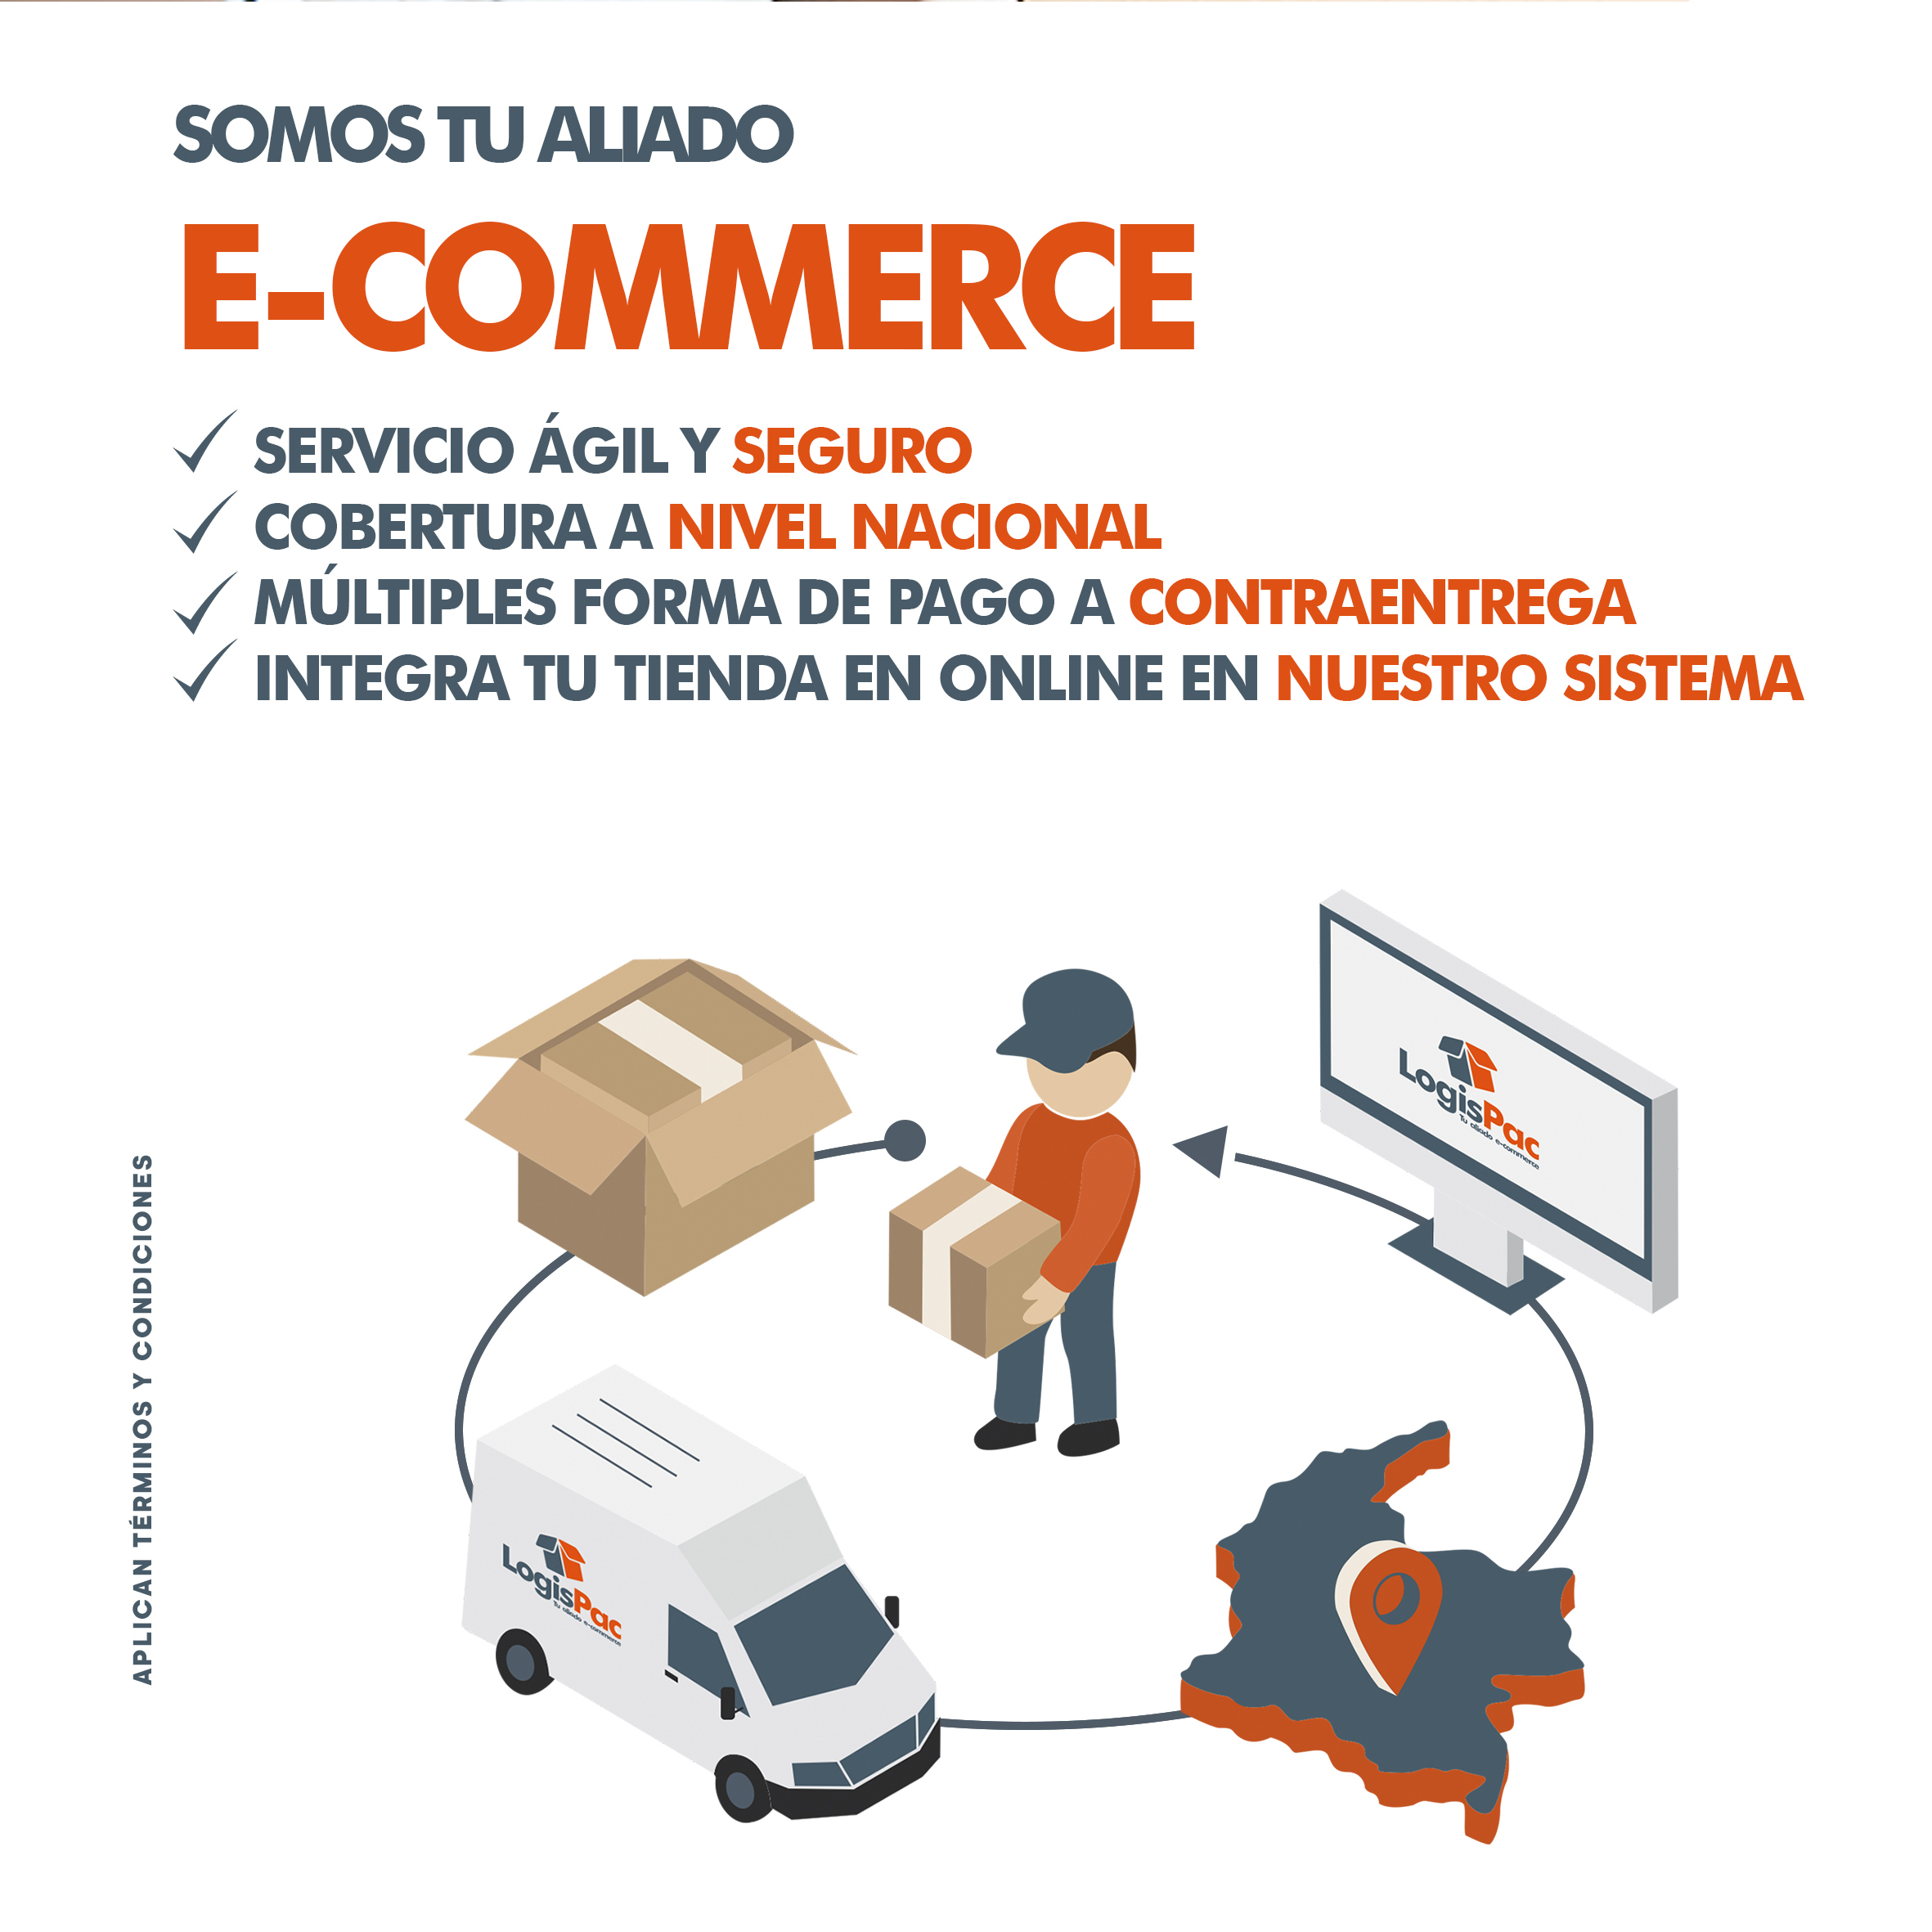 SOMOS TU ALIADO
E-COMMERCE
SERVICIO ÁGIL Y SEGURO
COBERTURA A NIVEL NACIONAL
MÚLTIPLES FORMA DE PAGO A CONTRAENTREGA
INTEGRA TU TIENDA EN ONLINE EN NUESTRO SISTEMA
LogisPac
Tu aliado e-commerce
LogisPac
Tu aliado e-commerce
APLICAN TÉRMINOS Y CONDICIONES